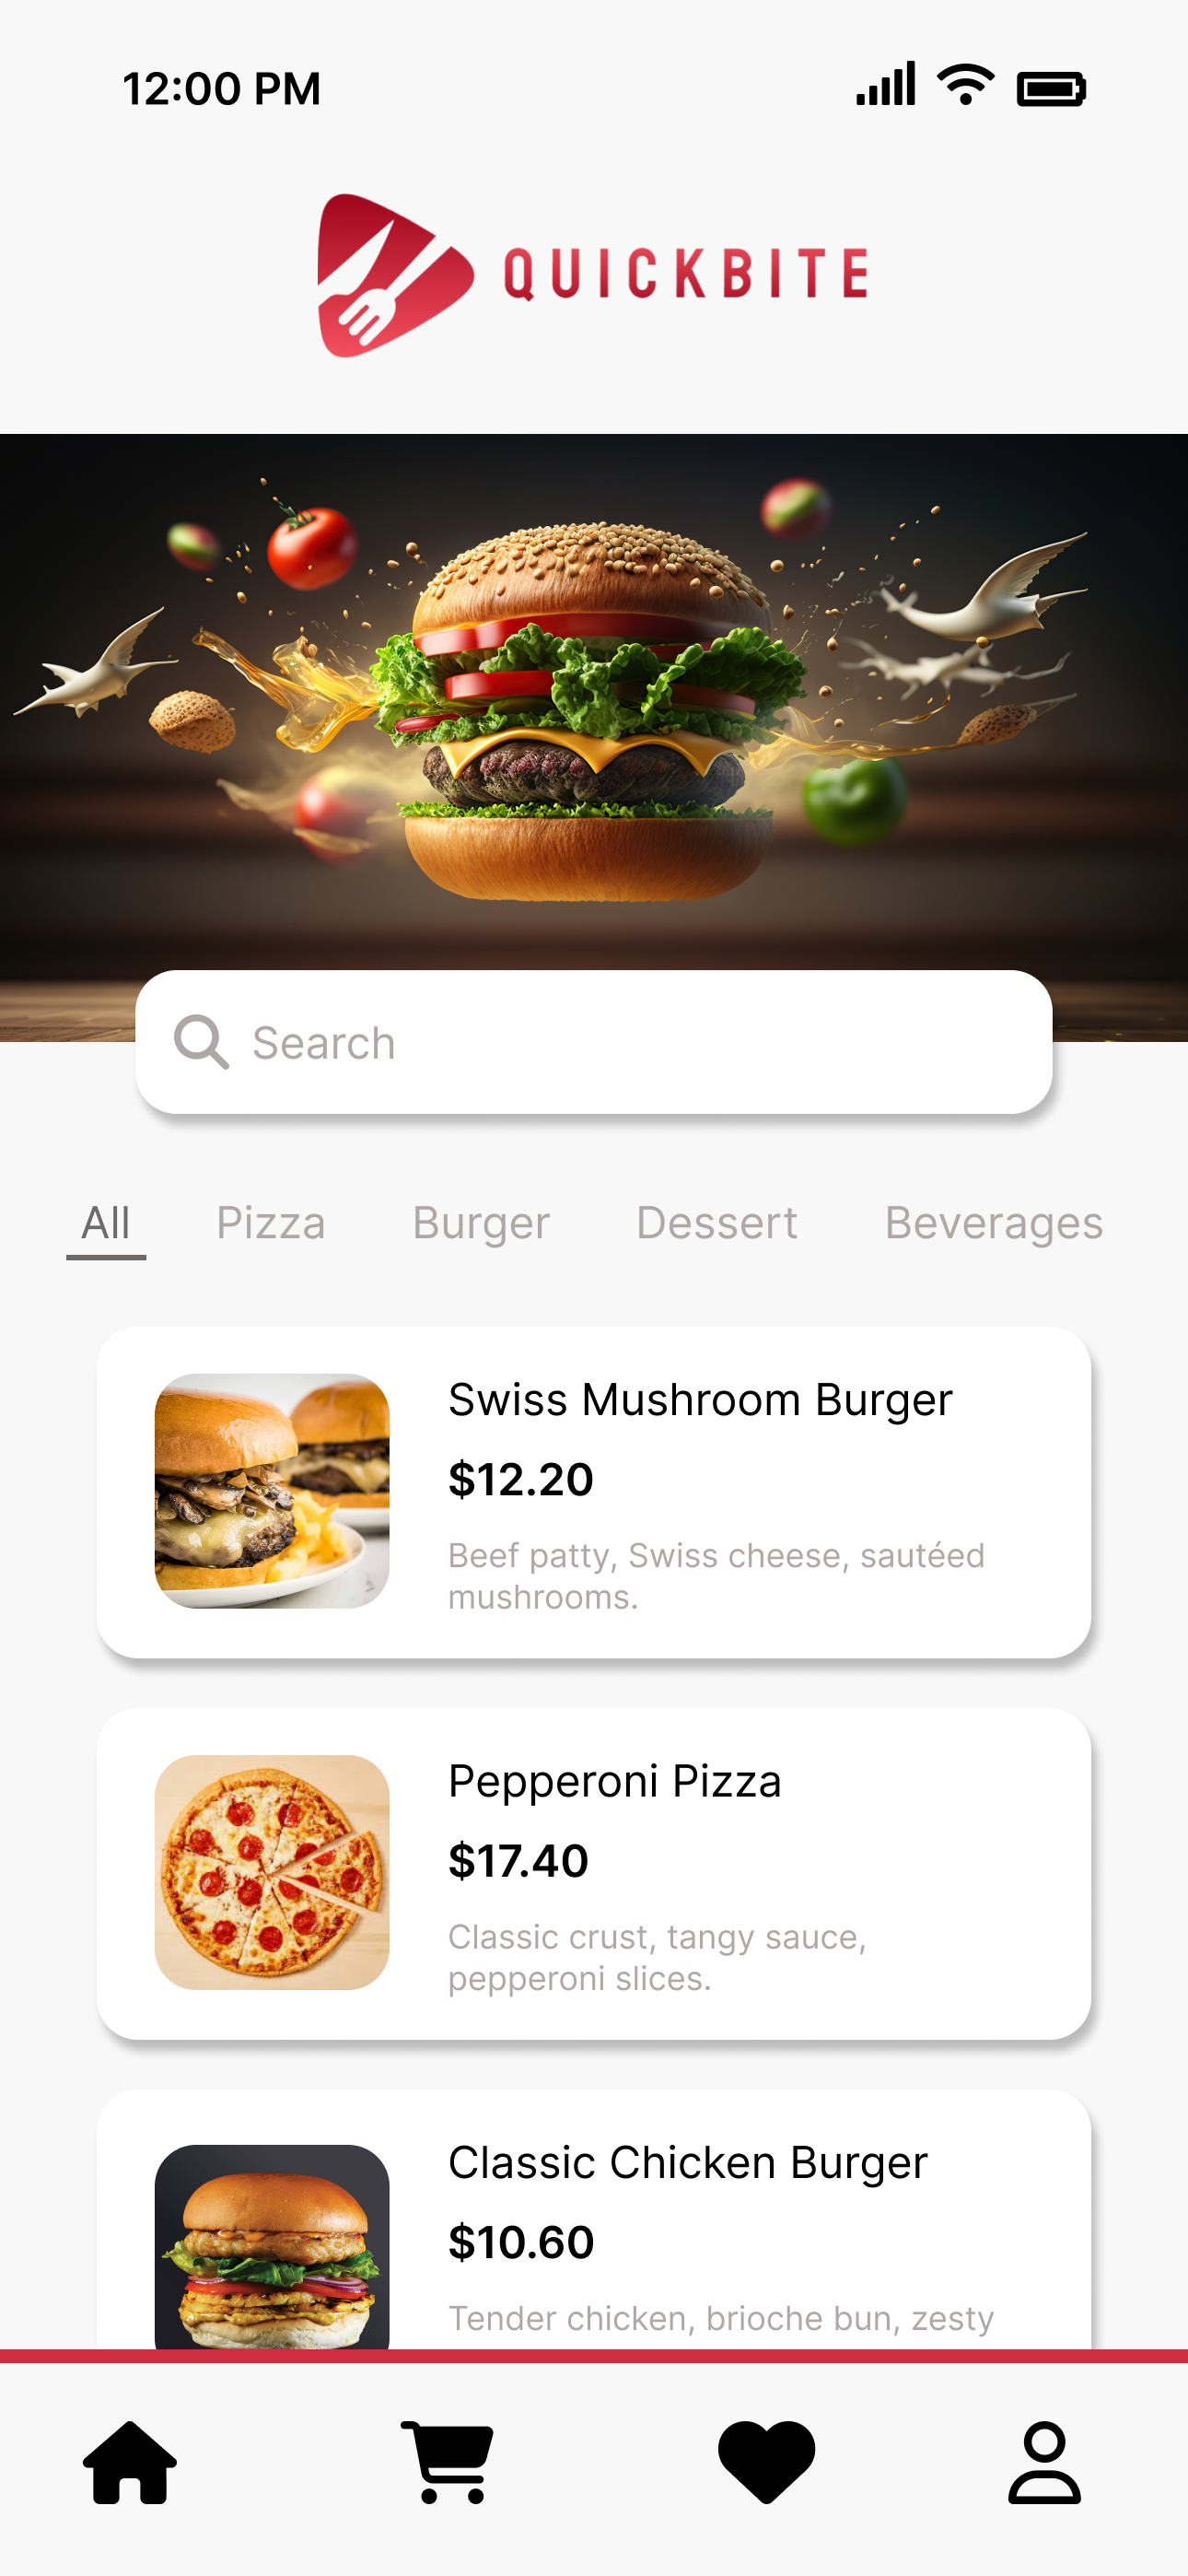 12:00 PM
QUICKBITE
Search
All Pizza Burger Dessert Beverages
Swiss Mushroom Burger
$12.20
Beef patty, Swiss cheese, sautéed
mushrooms.
Pepperoni Pizza
$17.40
Classic crust, tangy sauce,
pepperoni slices.
Classic Chicken Burger
$10.60
Tender chicken, brioche bun, zesty